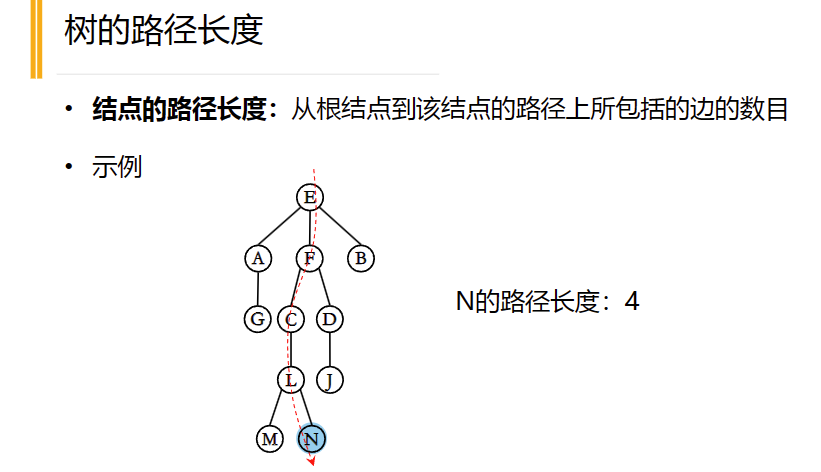 树的路径长度
• 结点的路径长度：从根结点到该结点的路径上所包括的边的数目
• 示例
E
A F B
G C D
N的路径长度：4
L J
M N